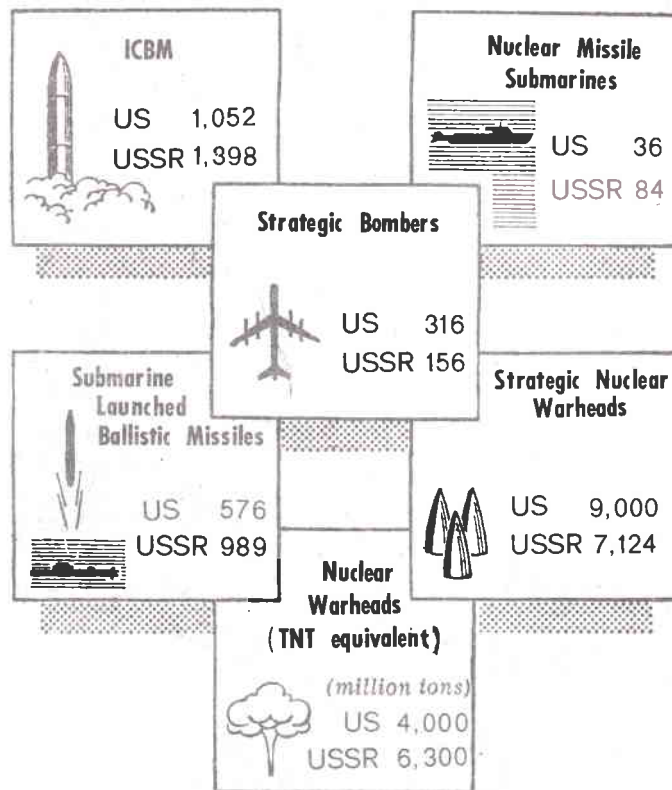 ICBM
US 1,052
USSR 1,398
Nuclear Missile
Submarines
US 36
USSR 84
Strategic Bombers
US 316
USSR 156
Submarine
Launched
Ballistic Missiles
US 576
USSR 989
Strategic Nuclear
Warheads
US 9,000
USSR 7,124
Nuclear
Warheads
(TNT equivalent)
(million tons)
US 4,000
USSR 6,300